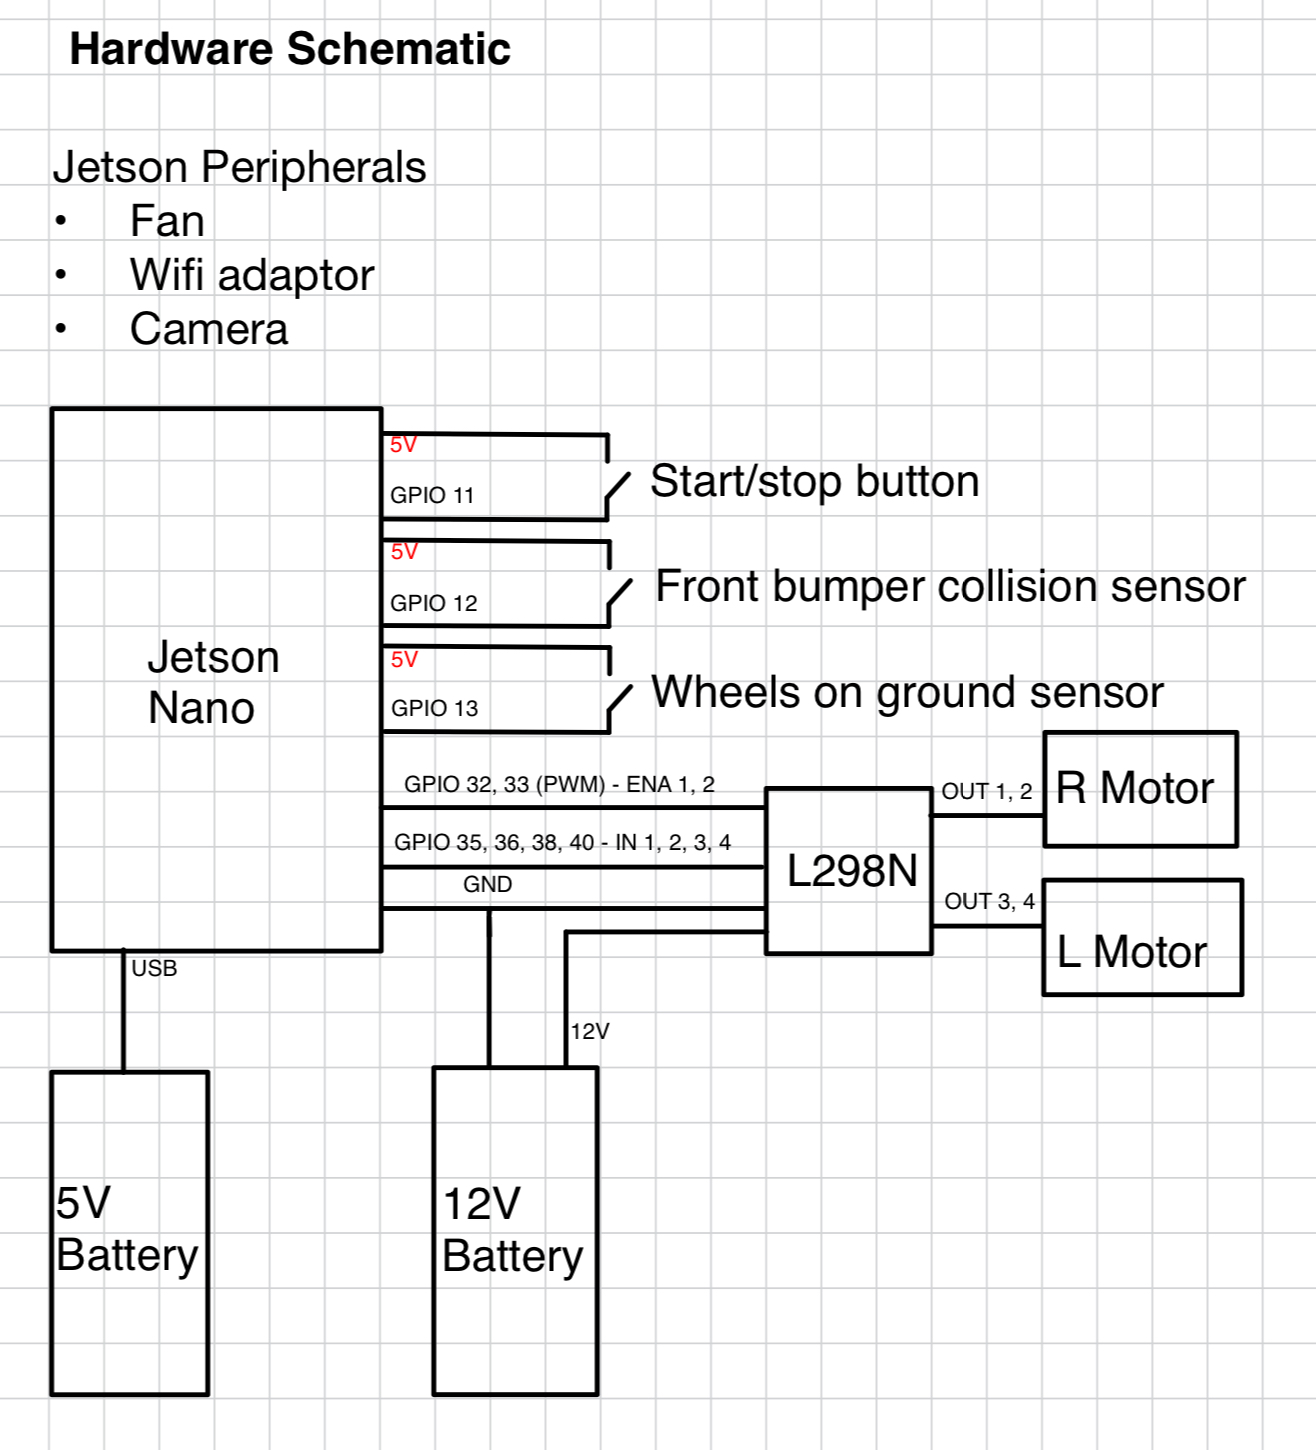 Hardware Schematic
Jetson Peripherals
• Fan
• Wifi adaptor
• Camera
5V
GPIO 11
Start/stop button
5V
GPIO 12
Front bumper collision sensor
5V
GPIO 13
Wheels on ground sensor
Jetson
Nano
GPIO 32, 33 (PWM) - ENA 1, 2
GPIO 35, 36, 38, 40 - IN 1, 2, 3, 4
GND
L298N
OUT 1, 2
R Motor
OUT 3, 4
L Motor
USB
12V
5V
Battery
12V
Battery